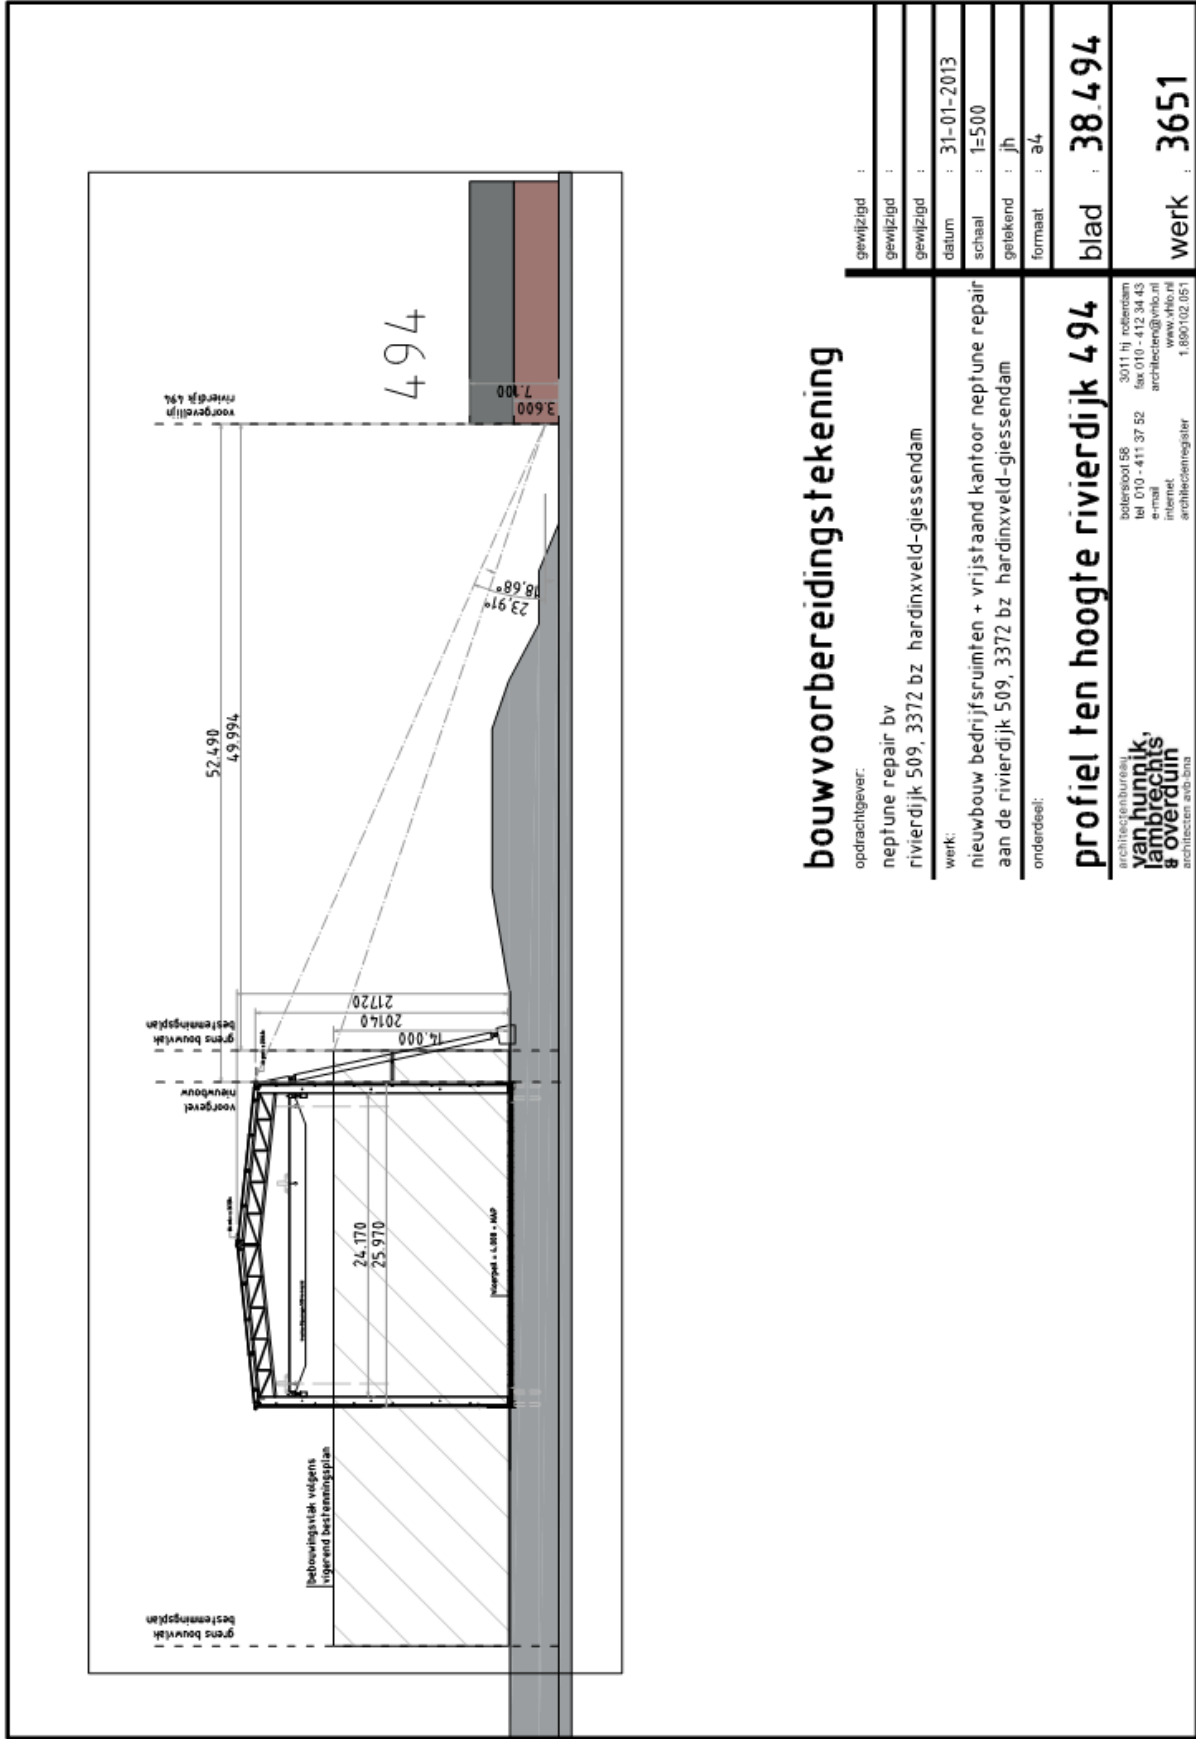 grens bouwvlak
bestemmingsplan
bebouwingsvlak volgens
vigerend bestemmingsplan
voorgevel
nieuwbouw
grens bouwvlak
bestemmingsplan
voorgevellijn
rivierdijk 494
52.490
49.994
494
24.170
25.970
21720
20140
14.000
23,91°
18,68°
7.100
3.600
vloerpeil = 4.000 + NAP
bouwvoorbereidingstekening
opdrachtgever:
neptune repair bv
rivierdijk 509, 3372 bz hardinxveld-giessendam
werk:
nieuwbouw bedrijfsruimten + vrijstaand kantoor neptune repair
aan de rivierdijk 509, 3372 bz hardinxveld-giessendam
onderdeel:
profiel ten hoogte rivierdijk 494
gewijzigd :
gewijzigd :
gewijzigd :
datum : 31-01-2013
schaal : 1=500
getekend : jh
formaat : a4
blad : 38.494
werk : 3651
architectenbureau
van hunnik,
lambrechts
& overduin
architecten avb-bna
botersloot 58 3011 hj rotterdam
tel 010 - 411 37 52 fax 010 - 412 34 43
e-mail architecten@vhlo.nl
internet www.vhlo.nl
architectenregister 1.890102.051